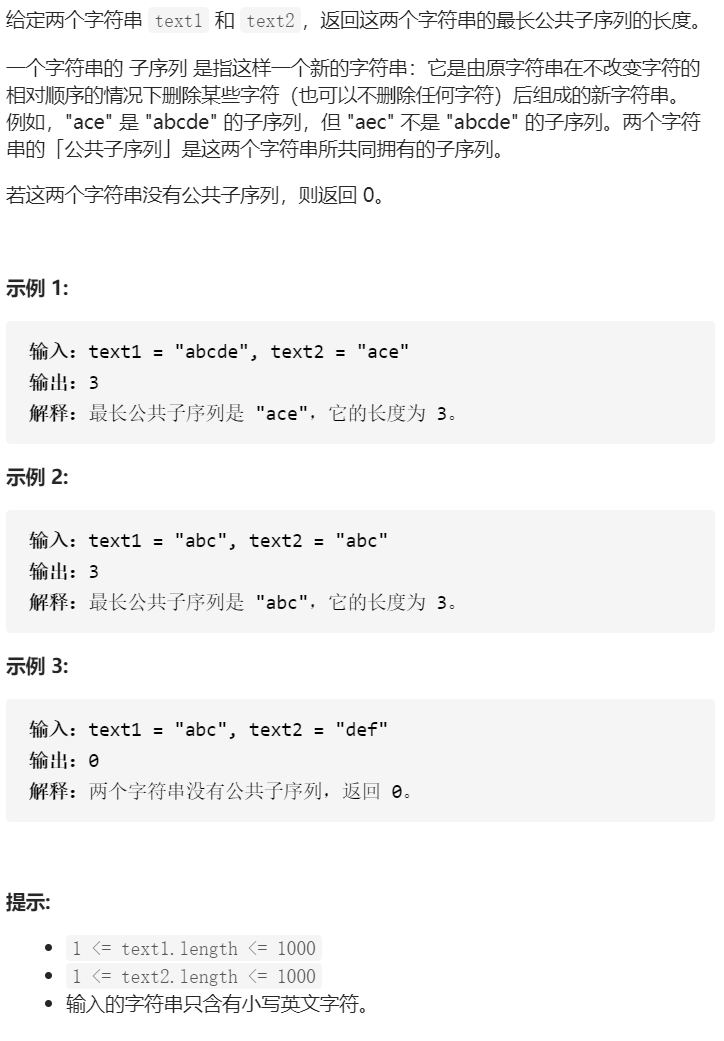 给定两个字符串 text1 和 text2，返回这两个字符串的最长公共子序列的长度。
一个字符串的 子序列 是指这样一个新的字符串：它是由原字符串在不改变字符的
相对顺序的情况下删除某些字符（也可以不删除任何字符）后组成的新字符串。
例如，"ace" 是 "abcde" 的子序列，但 "aec" 不是 "abcde" 的子序列。两个字符
串的「公共子序列」是这两个字符串所共同拥有的子序列。
若这两个字符串没有公共子序列，则返回 0。
示例 1:
输入：text1 = "abcde", text2 = "ace"
输出：3
解释：最长公共子序列是 "ace"，它的长度为 3。
示例 2:
输入：text1 = "abc", text2 = "abc"
输出：3
解释：最长公共子序列是 "abc"，它的长度为 3。
示例 3:
输入：text1 = "abc", text2 = "def"
输出：0
解释：两个字符串没有公共子序列，返回 0。
提示:
• 1 <= text1.length <= 1000
• 1 <= text2.length <= 1000
• 输入的字符串只含有小写英文字符。